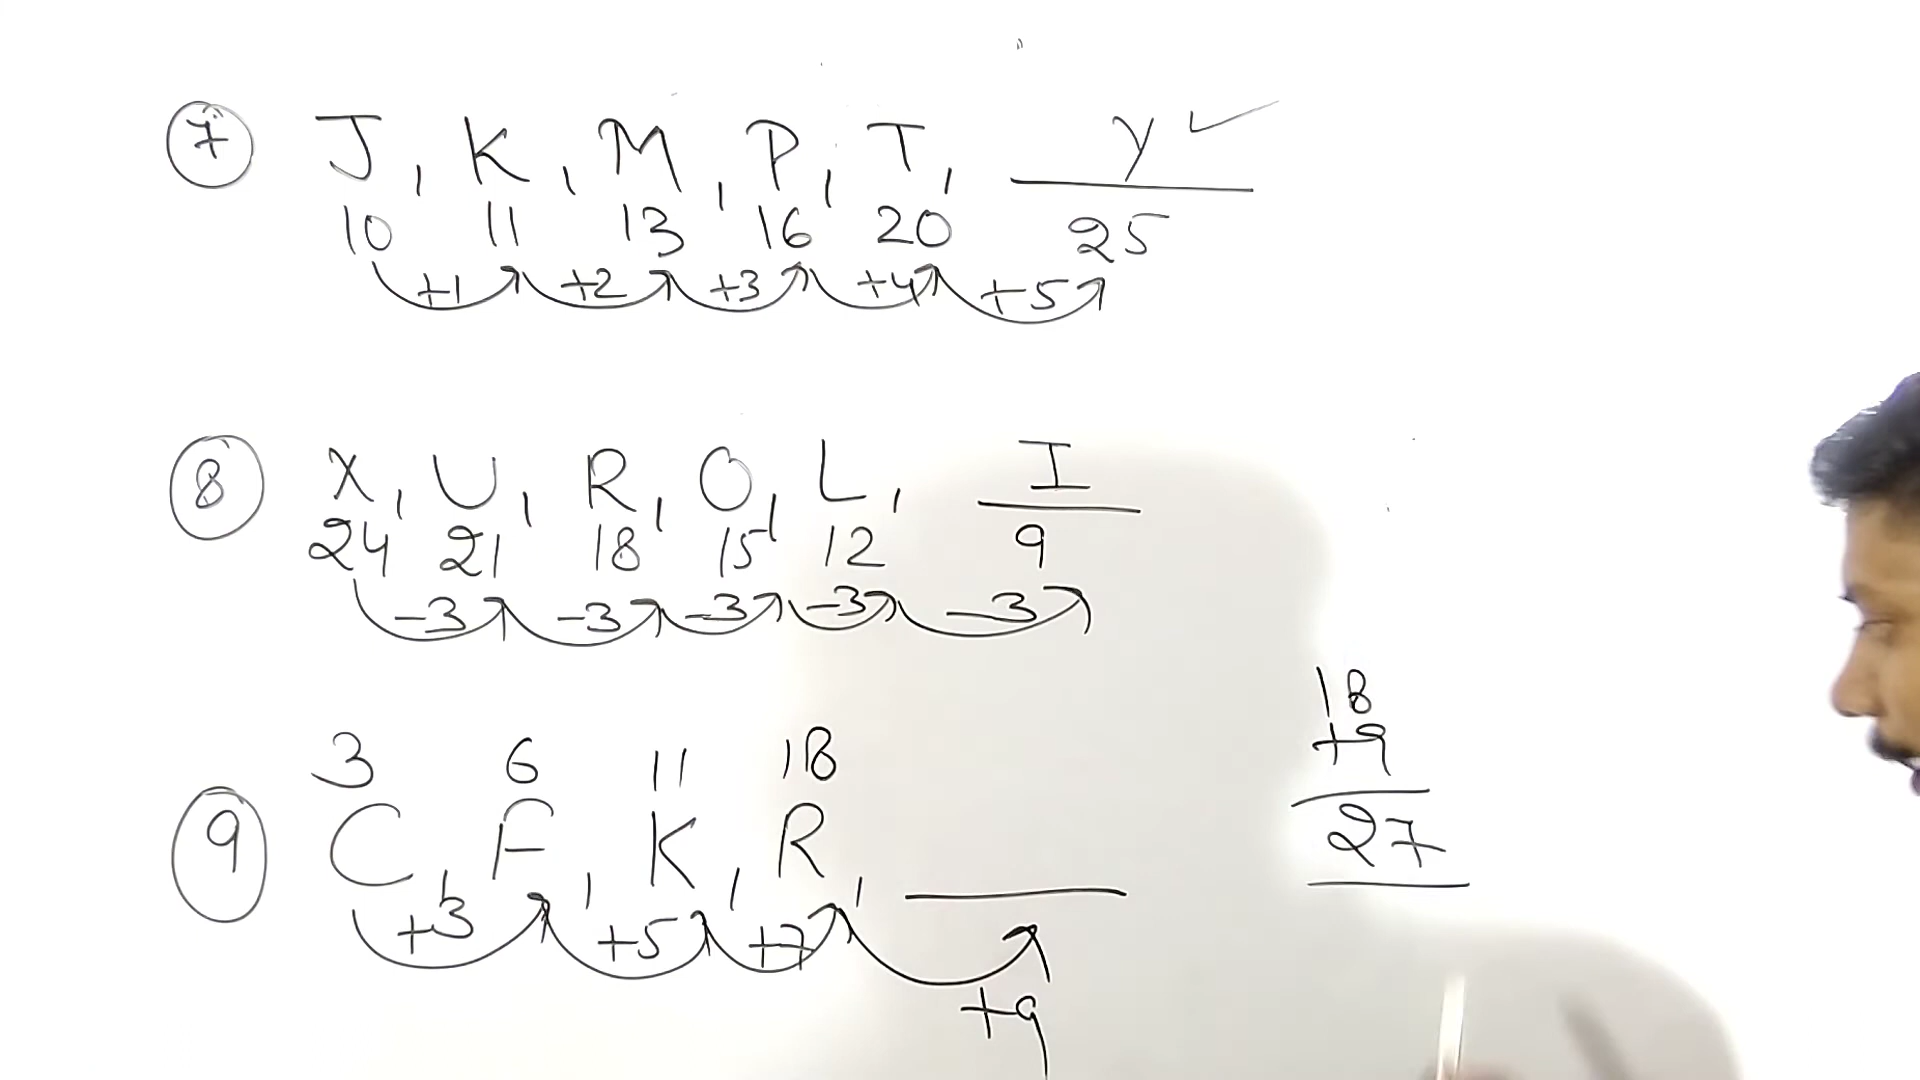 7 J, K, M, P, T, Y ✓
10 11 13 16 20 25
+1 +2 +3 +4 +5
8 X, U, R, O, L, I
24 21 18 15 12 9
-3 -3 -3 -3 -3
3 6 11 18
9 C, F, K, R,
+3 +5 +7
+9
18
+9
27